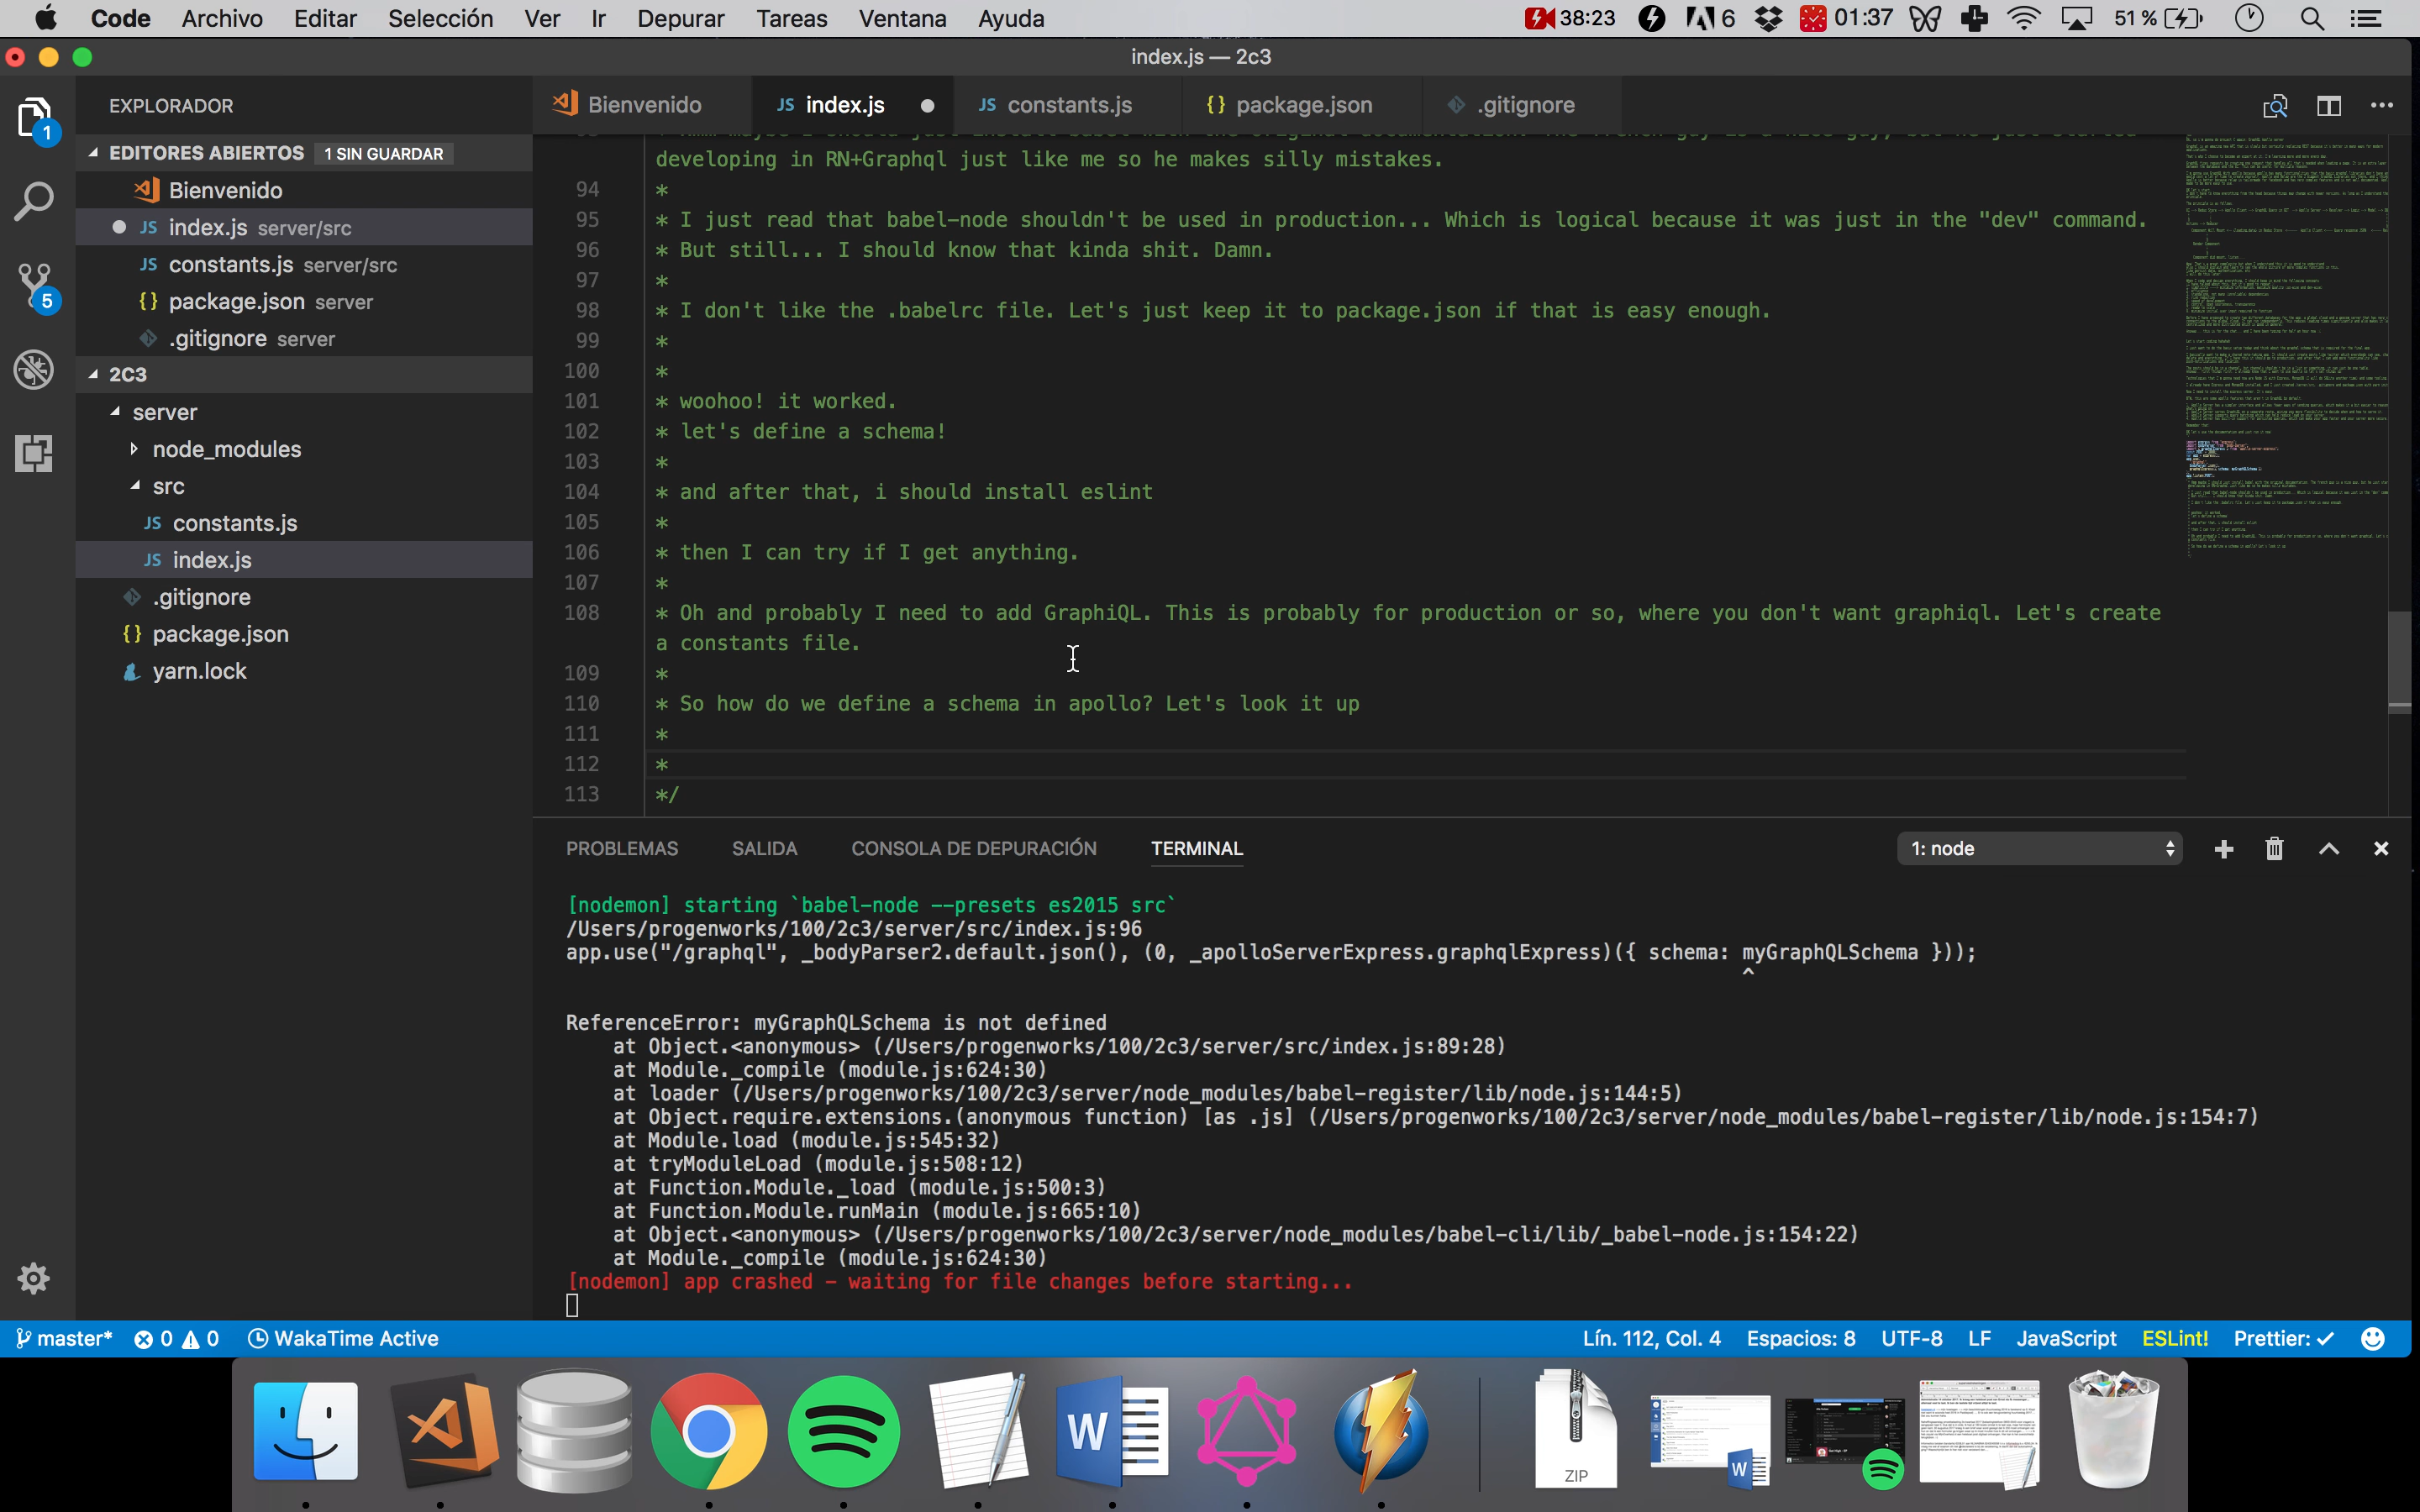 Code Archivo Editar Selección Ver Ir Depurar Tareas Ventana Ayuda 38:23 6 01:37 51 %
index.js — 2c3
EXPLORADOR
Bienvenido JS index.js JS constants.js {} package.json .gitignore
EDITORES ABIERTOS 1 SIN GUARDAR
Bienvenido
JS index.js server/src
JS constants.js server/src
{} package.json server
.gitignore server
2C3
server
node_modules
src
JS constants.js
JS index.js
.gitignore
{} package.json
yarn.lock
1
5
developing in RN+Graphql just like me so he makes silly mistakes.
94 *
95 * I just read that babel-node shouldn't be used in production... Which is logical because it was just in the "dev" command.
96 * But still... I should know that kinda shit. Damn.
97 *
98 * I don't like the .babelrc file. Let's just keep it to package.json if that is easy enough.
99 *
100 *
101 * woohoo! it worked.
102 * let's define a schema!
103 *
104 * and after that, i should install eslint
105 *
106 * then I can try if I get anything.
107 *
108 * Oh and probably I need to add GraphiQL. This is probably for production or so, where you don't want graphiql. Let's create
a constants file.
109 *
110 * So how do we define a schema in apollo? Let's look it up
111 *
112 *
113 */
PROBLEMAS SALIDA CONSOLA DE DEPURACIÓN TERMINAL 1: node
[nodemon] starting `babel-node --presets es2015 src`
/Users/progenworks/100/2c3/server/src/index.js:96
app.use("/graphql", _bodyParser2.default.json(), (0, _apolloServerExpress.graphqlExpress)({ schema: myGraphQLSchema }));
^
ReferenceError: myGraphQLSchema is not defined
at Object.<anonymous> (/Users/progenworks/100/2c3/server/src/index.js:89:28)
at Module._compile (module.js:624:30)
at loader (/Users/progenworks/100/2c3/server/node_modules/babel-register/lib/node.js:144:5)
at Object.require.extensions.(anonymous function) [as .js] (/Users/progenworks/100/2c3/server/node_modules/babel-register/lib/node.js:154:7)
at Module.load (module.js:545:32)
at tryModuleLoad (module.js:508:12)
at Function.Module._load (module.js:500:3)
at Function.Module.runMain (module.js:665:10)
at Object.<anonymous> (/Users/progenworks/100/2c3/server/node_modules/babel-cli/lib/_babel-node.js:154:22)
at Module._compile (module.js:624:30)
[nodemon] app crashed - waiting for file changes before starting...
master* 0 0 WakaTime Active Lín. 112, Col. 4 Espacios: 8 UTF-8 LF JavaScript ESLint! Prettier: ✓
W ZIP W